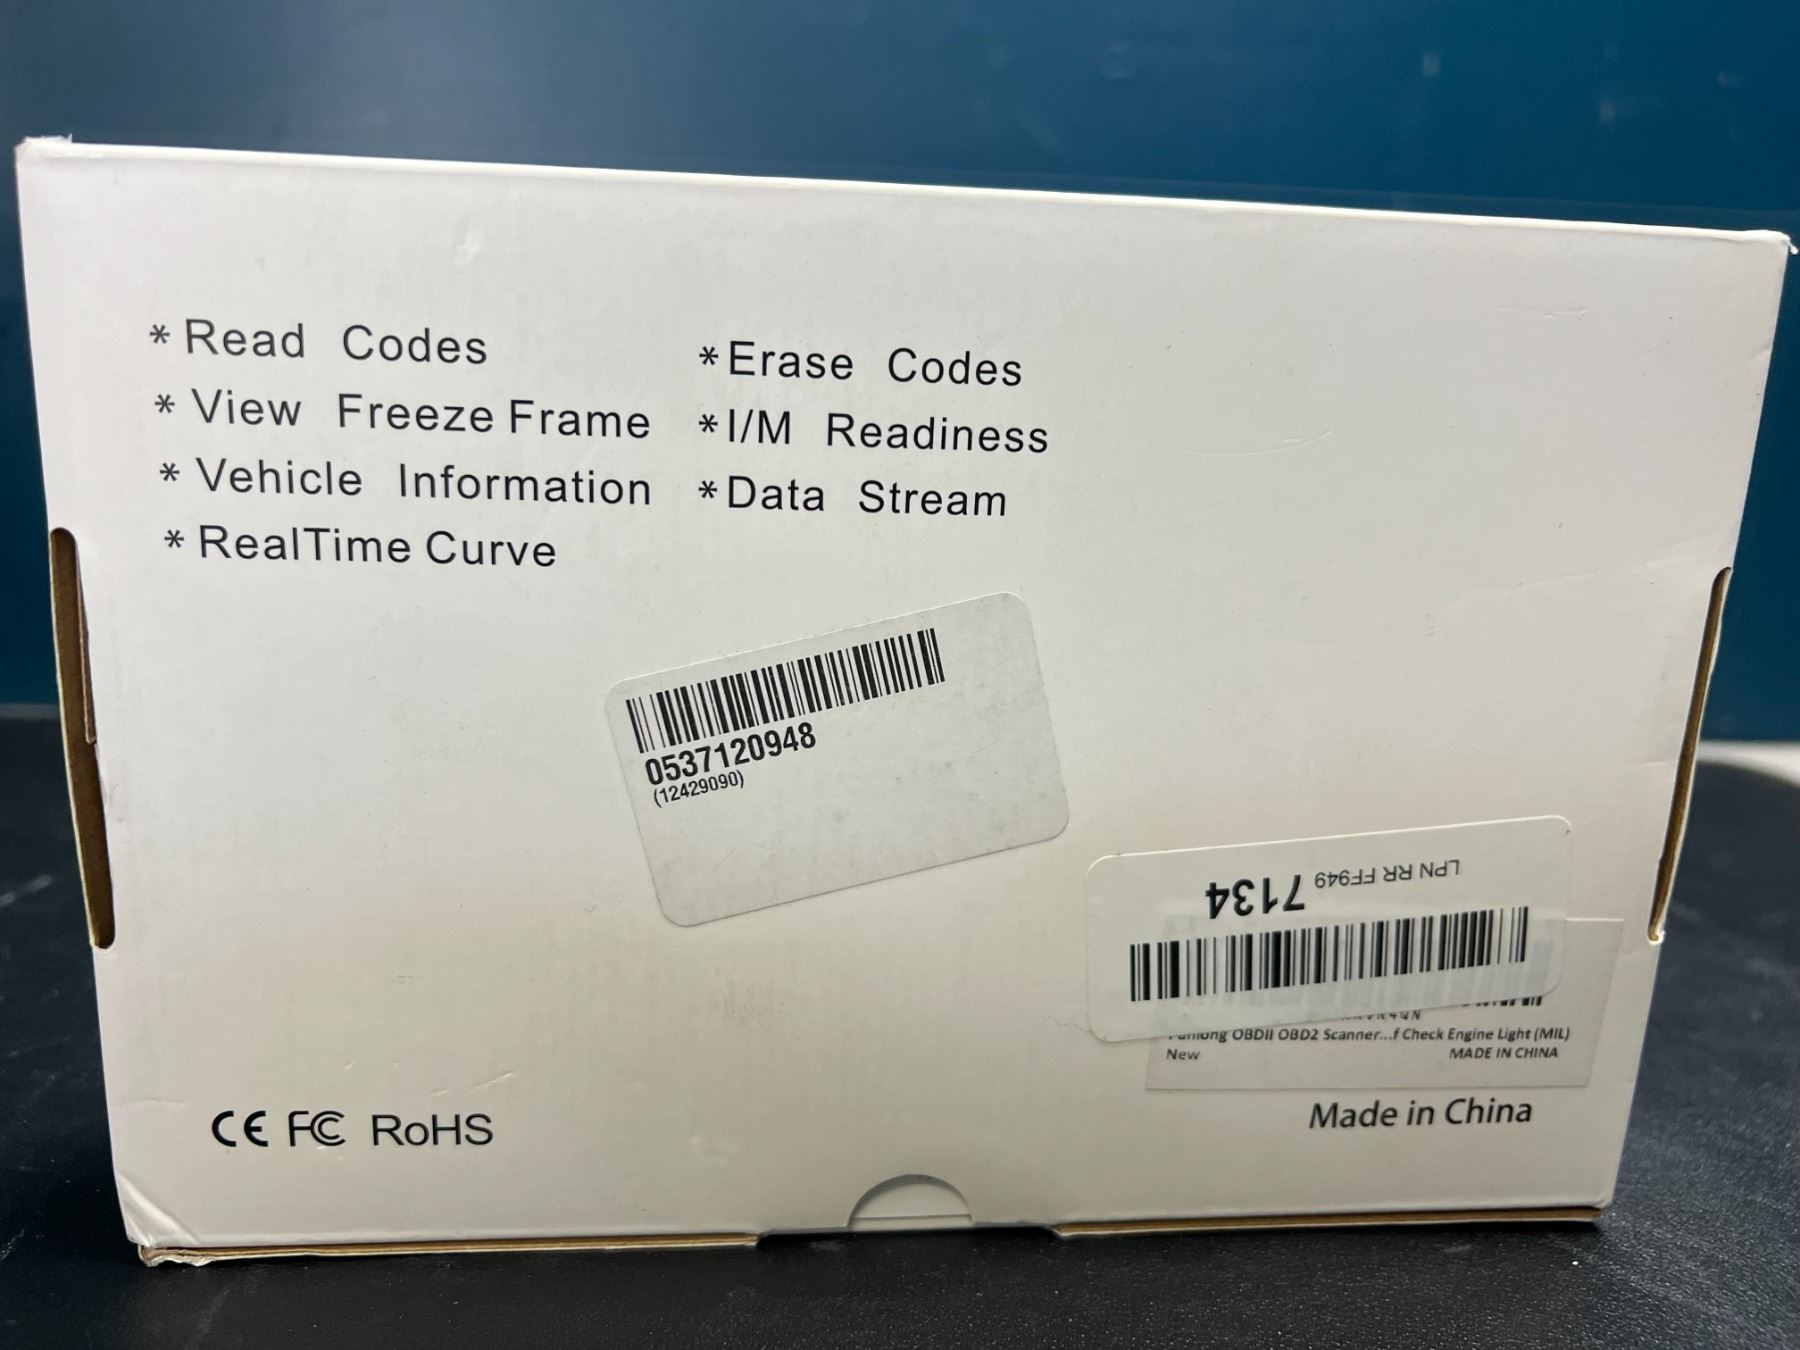 * Read Codes
* Erase Codes
* View Freeze Frame
* I/M Readiness
* Vehicle Information
* Data Stream
* RealTime Curve
0537120948
(12429090)
LPN RR FF949 7134
OBDII OBD2 Scanner...f Check Engine Light (MIL)
New
MADE IN CHINA
CE FC RoHS
Made in China